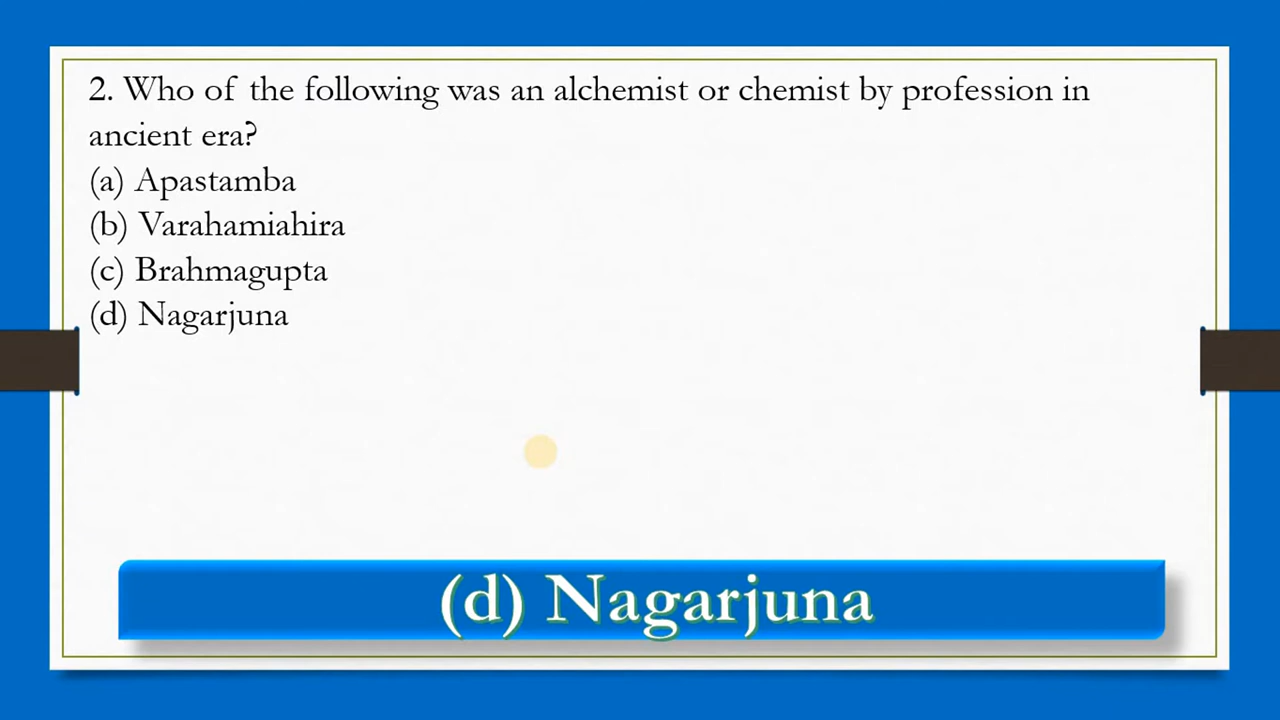 2. Who of the following was an alchemist or chemist by profession in
ancient era?
(a) Apastamba
(b) Varahamiahira
(c) Brahmagupta
(d) Nagarjuna
(d) Nagarjuna